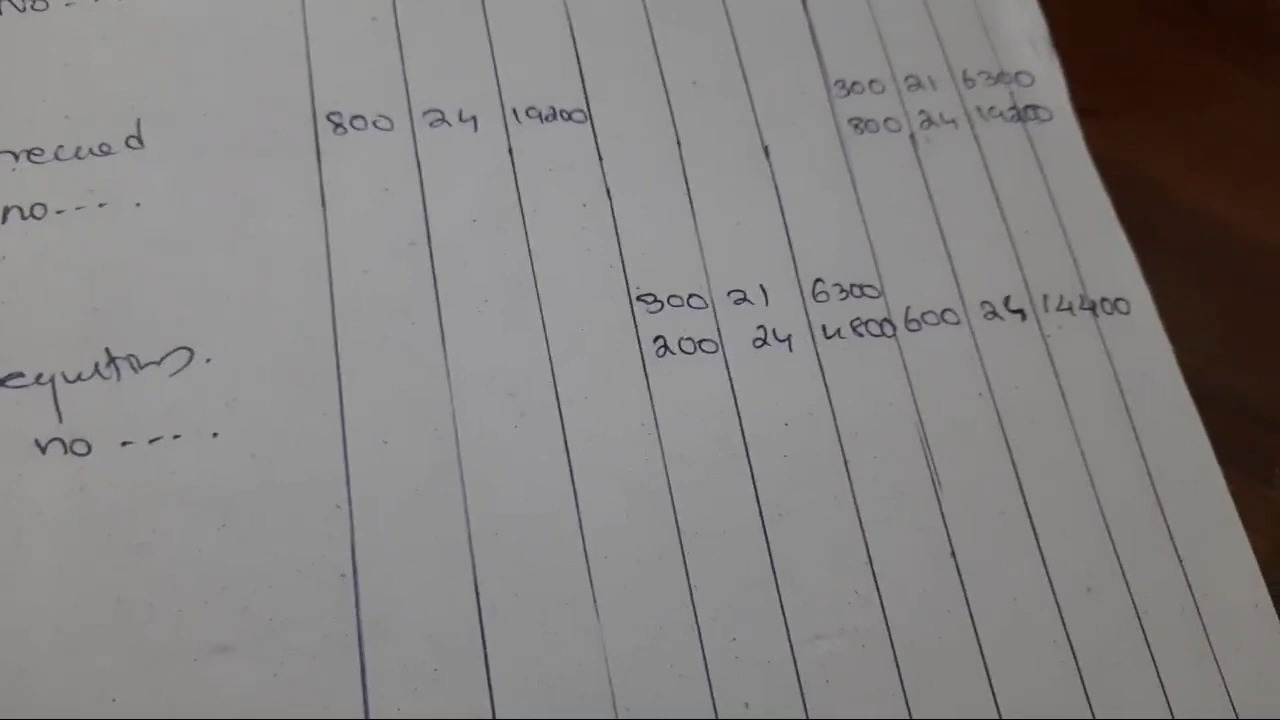 No
300 21 6300
800 24 19200 800 24 19200
recued
no---- .
300 21 6300
200 24 4800 600 24 14400
no ---- .